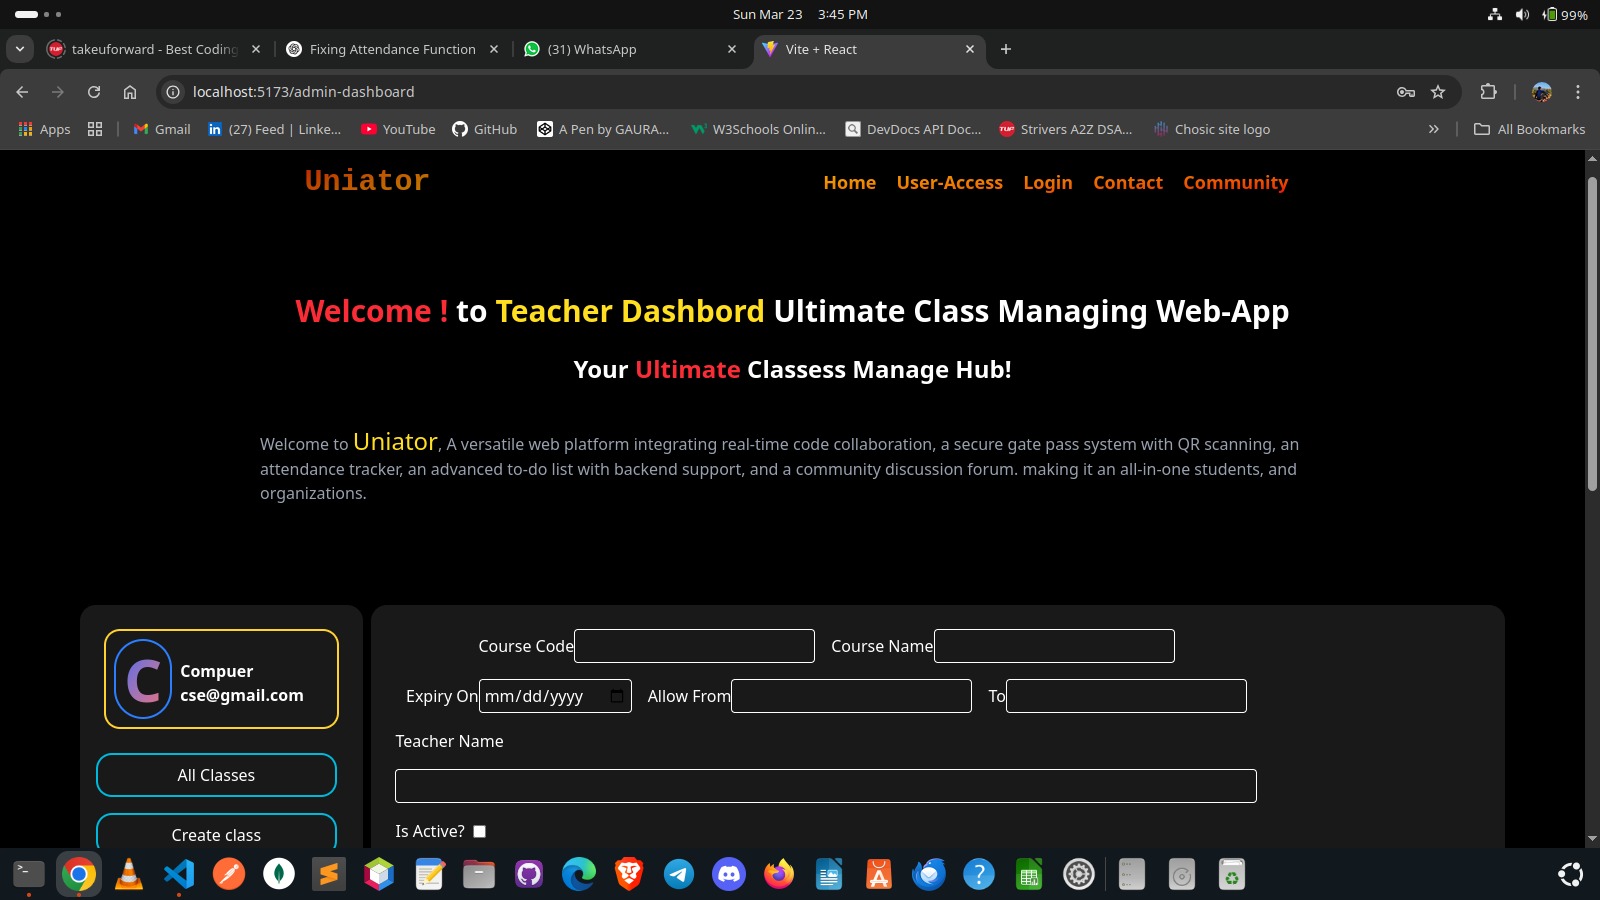 Sun Mar 23 3:45 PM
99%
takeuforward - Best Coding
Fixing Attendance Function
(31) WhatsApp
Vite + React
localhost:5173/admin-dashboard
Apps
Gmail
(27) Feed | Linke...
YouTube
GitHub
A Pen by GAURA...
W3Schools Onlin...
DevDocs API Doc...
Strivers A2Z DSA...
Chosic site logo
All Bookmarks
Uniator
Home User-Access Login Contact Community
Welcome ! to Teacher Dashbord Ultimate Class Managing Web-App
Your Ultimate Classess Manage Hub!
Welcome to Uniator, A versatile web platform integrating real-time code collaboration, a secure gate pass system with QR scanning, an
attendance tracker, an advanced to-do list with backend support, and a community discussion forum. making it an all-in-one students, and
organizations.
C
Compuer
cse@gmail.com
All Classes
Create class
Course Code Course Name
Expiry On mm/dd/yyyy Allow From To
Teacher Name
Is Active?